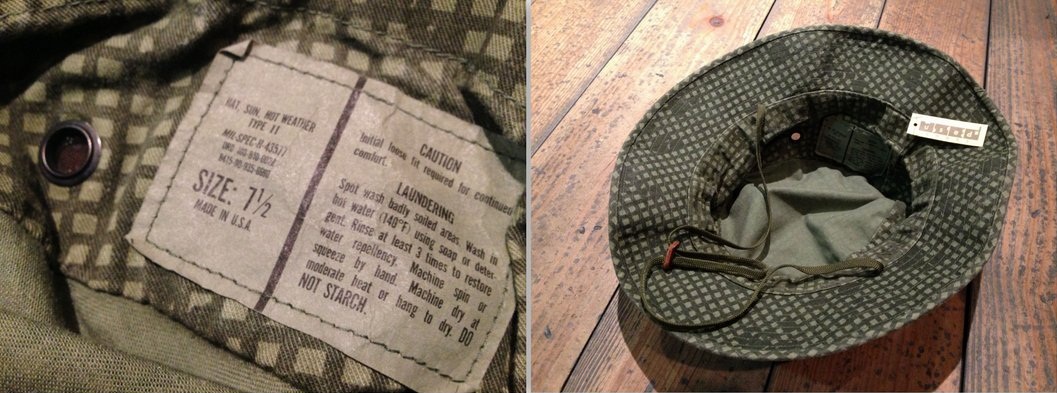 HAT, SUN, HOT WEATHER
TYPE II
MIL-SPEC-H-43577
SIZE: 7 1/2
MADE IN U.S.A.
CAUTION
Initial loose fit required for continued
comfort.
LAUNDERING
Spot wash badly soiled areas. Wash in
hot water (140°F) using soap or deter-
gent. Rinse at least 3 times to restore
water repellency. Machine spin or
squeeze by hand. Machine dry at
moderate heat or hang to dry. DO
NOT STARCH.